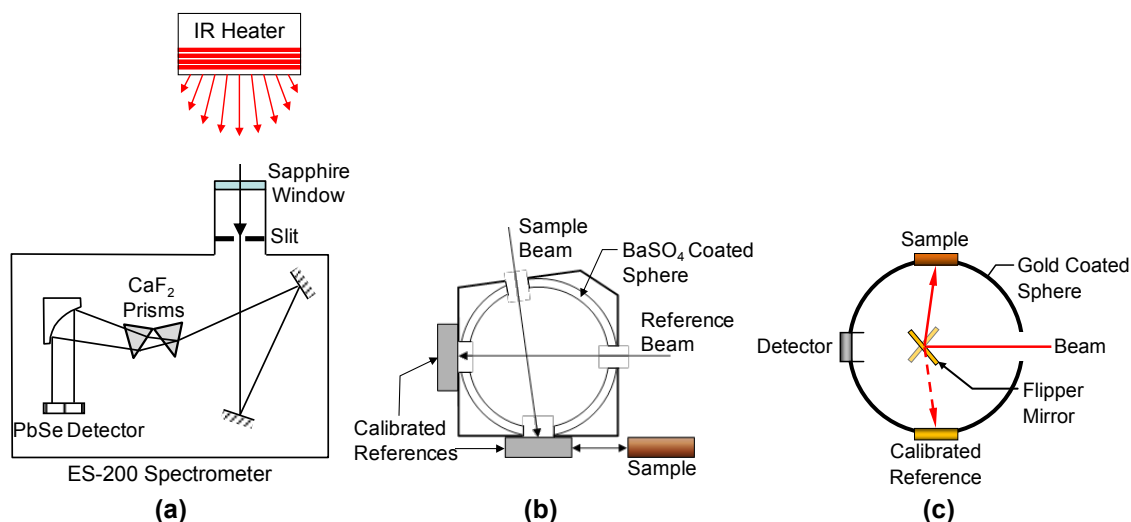 IR Heater
Sapphire
Window
Slit
CaF₂
Prisms
PbSe Detector
ES-200 Spectrometer
(a)
Sample
Beam
BaSO₄ Coated
Sphere
Reference
Beam
Calibrated
References
Sample
(b)
Sample
Gold Coated
Sphere
Detector
Beam
Flipper
Mirror
Calibrated
Reference
(c)